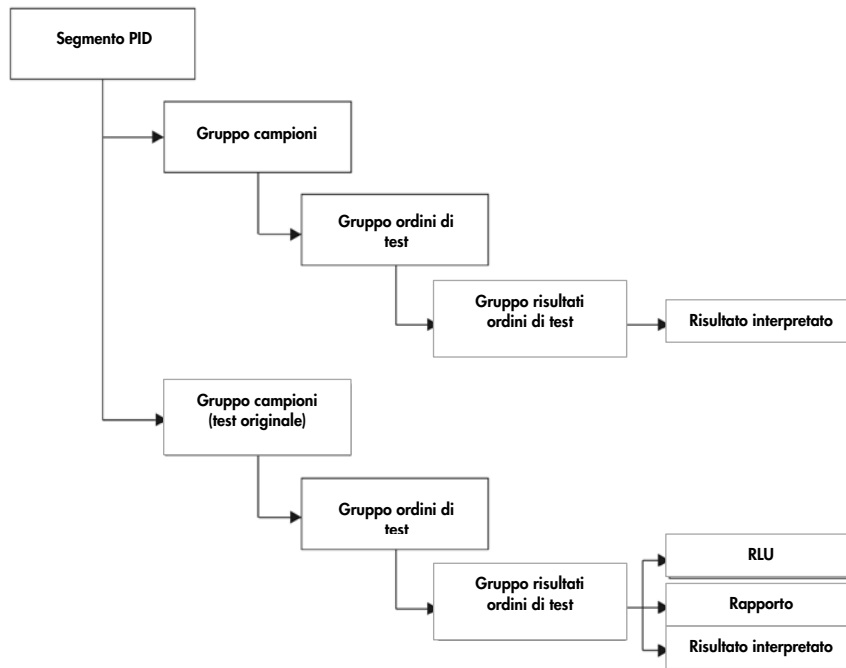 Segmento PID
Gruppo campioni
Gruppo ordini di
test
Gruppo risultati
ordini di test
Risultato interpretato
Gruppo campioni
(test originale)
Gruppo ordini di
test
Gruppo risultati
ordini di test
RLU
Rapporto
Risultato interpretato